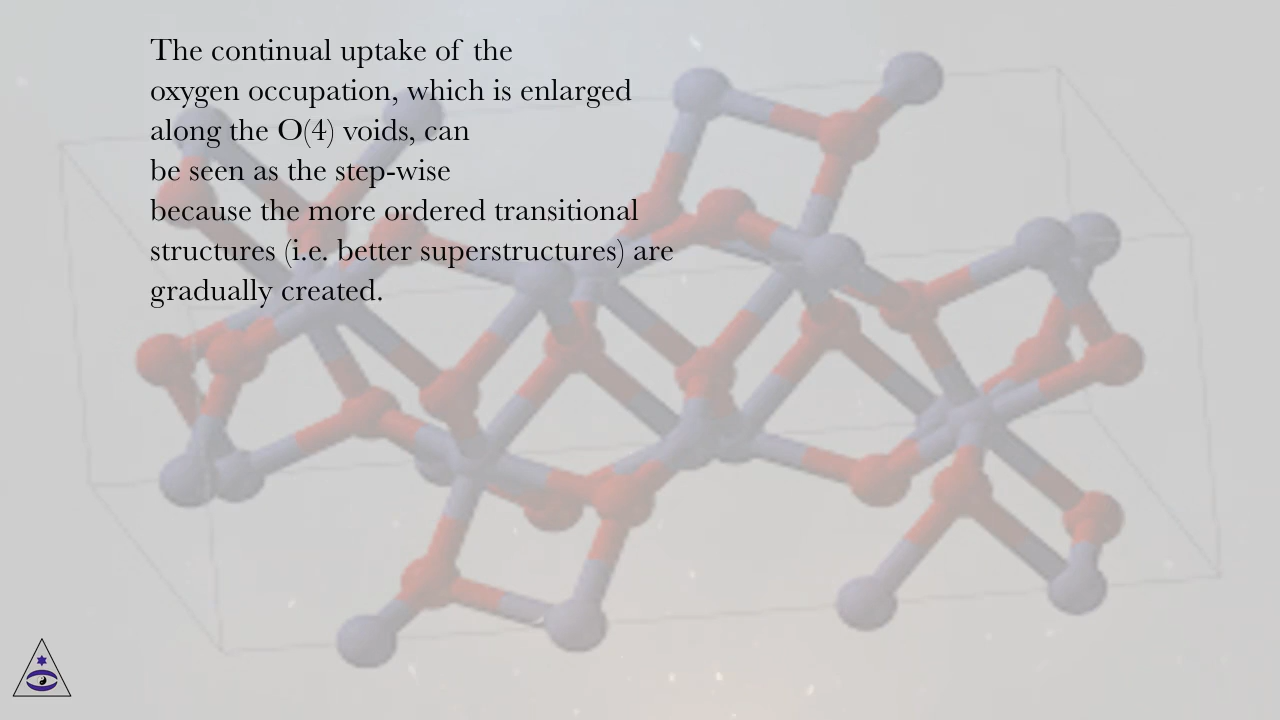 The continual uptake of the
oxygen occupation, which is enlarged
along the O(4) voids, can
be seen as the step-wise
because the more ordered transitional
structures (i.e. better superstructures) are
gradually created.